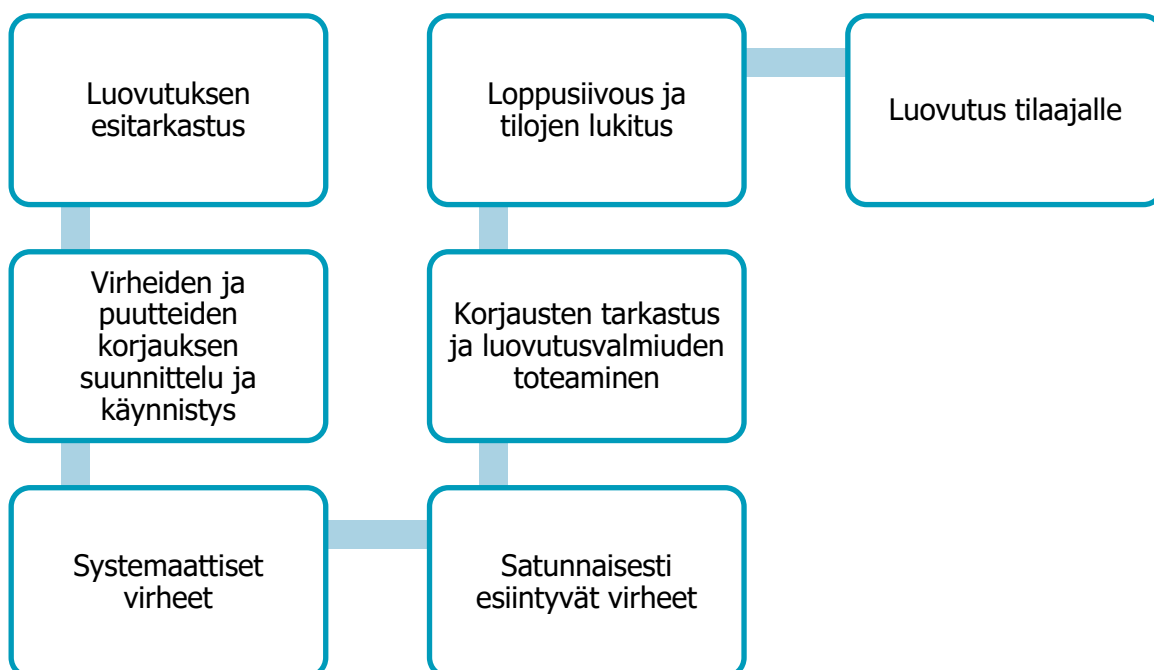 Luovutuksen
esitarkastus
Virheiden ja
puutteiden
korjauksen
suunnittelu ja
käynnistys
Systemaattiset
virheet
Satunnaisesti
esiintyvät virheet
Korjausten tarkastus
ja luovutusvalmiuden
toteaminen
Loppusiivous ja
tilojen lukitus
Luovutus tilaajalle